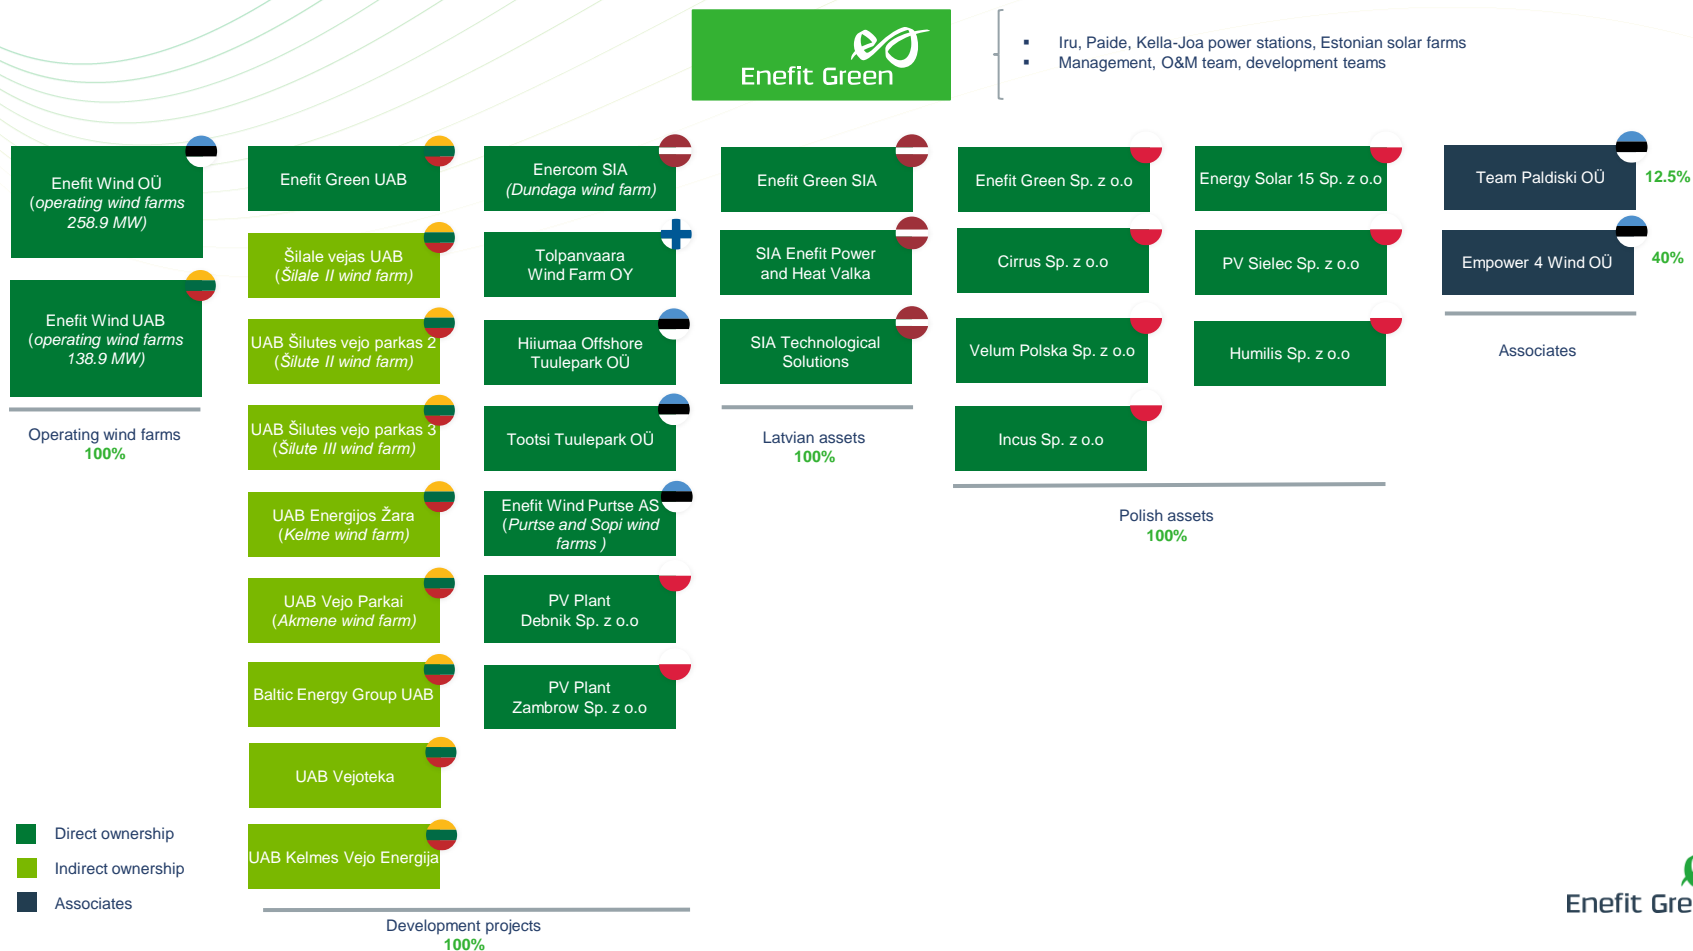 Enefit Green
▪ Iru, Paide, Kella-Joa power stations, Estonian solar farms
▪ Management, O&M team, development teams
Enefit Wind OÜ
(operating wind farms
258.9 MW)
Enefit Wind UAB
(operating wind farms
138.9 MW)
Operating wind farms
100%
Enefit Green UAB
Šilale vejas UAB
(Šilale II wind farm)
UAB Šilutes vejo parkas 2
(Šilute II wind farm)
UAB Šilutes vejo parkas 3
(Šilute III wind farm)
UAB Energijos Žara
(Kelme wind farm)
UAB Vejo Parkai
(Akmene wind farm)
Baltic Energy Group UAB
UAB Vejoteka
UAB Kelmes Vejo Energija
Enercom SIA
(Dundaga wind farm)
Tolpanvaara
Wind Farm OY
Hiiumaa Offshore
Tuulepark OÜ
Tootsi Tuulepark OÜ
Enefit Wind Purtse AS
(Purtse and Sopi wind
farms )
PV Plant
Debnik Sp. z o.o
PV Plant
Zambrow Sp. z o.o
Development projects
100%
Enefit Green SIA
SIA Enefit Power
and Heat Valka
SIA Technological
Solutions
Latvian assets
100%
Enefit Green Sp. z o.o
Cirrus Sp. z o.o
Velum Polska Sp. z o.o
Incus Sp. z o.o
Energy Solar 15 Sp. z o.o
PV Sielec Sp. z o.o
Humilis Sp. z o.o
Polish assets
100%
Team Paldiski OÜ
12.5%
Empower 4 Wind OÜ
40%
Associates
Direct ownership
Indirect ownership
Associates
Enefit Gre